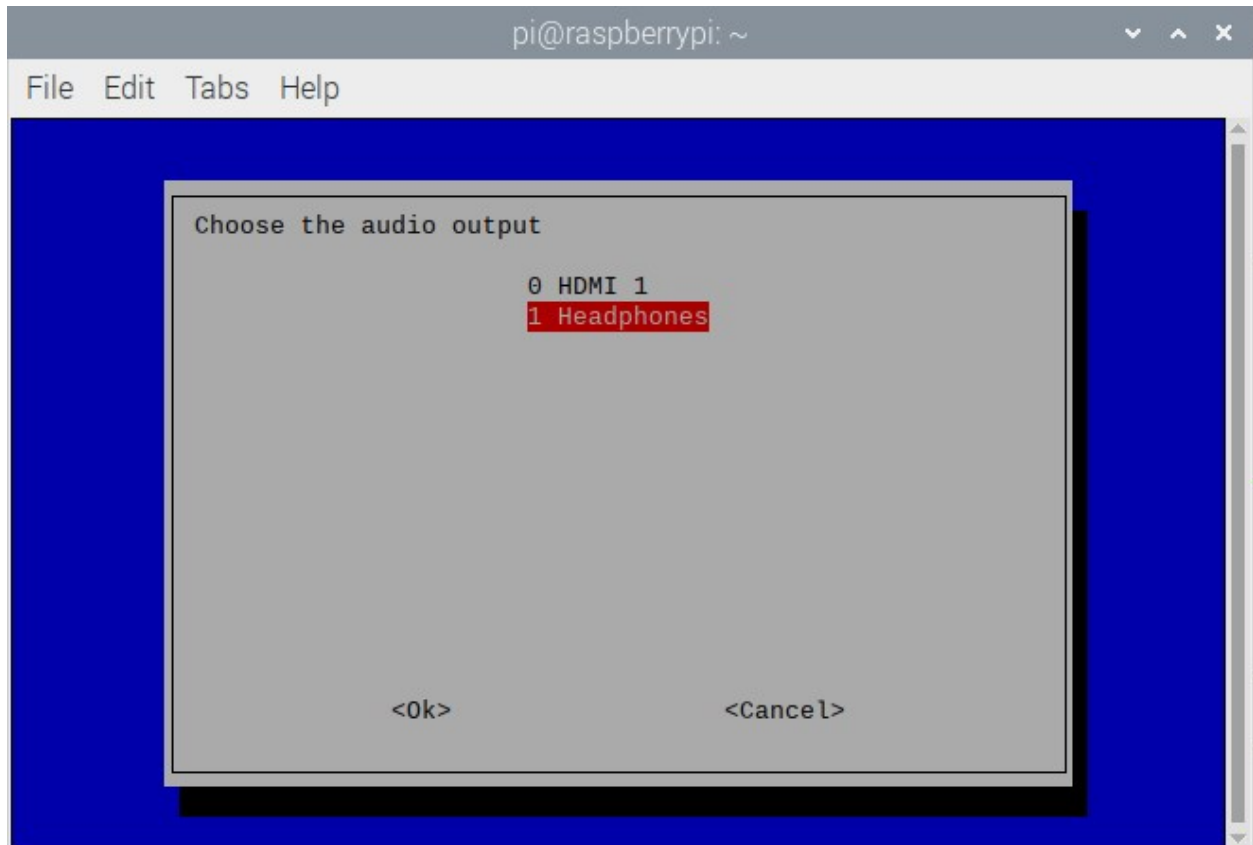 pi@raspberrypi: ~
File Edit Tabs Help
Choose the audio output
0 HDMI 1
1 Headphones
<Ok> <Cancel>